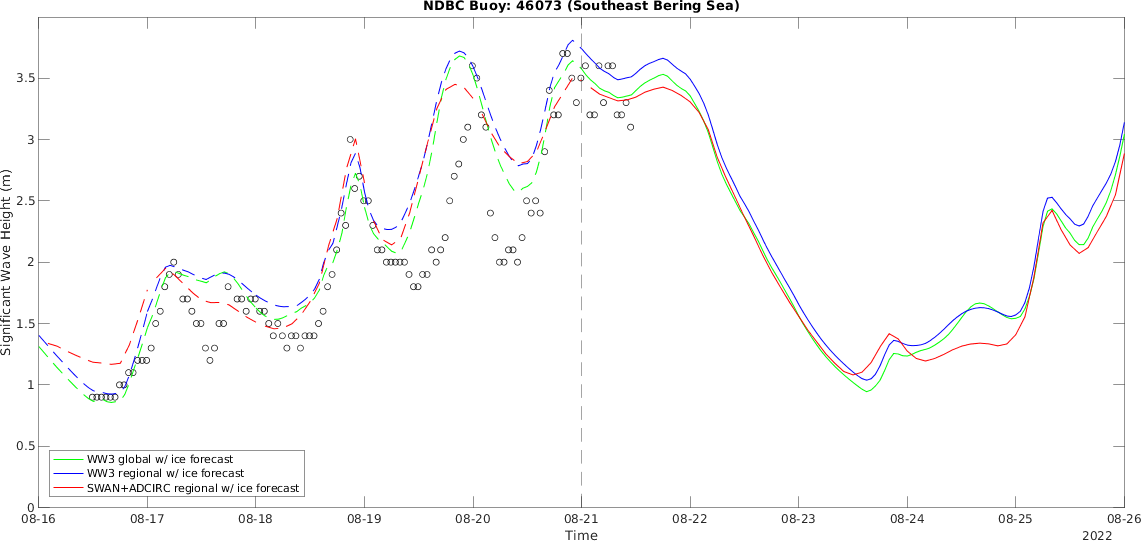 NDBC Buoy: 46073 (Southeast Bering Sea)
Significant Wave Height (m)
3.5
3
2.5
2
1.5
1
0.5
0
WW3 global w/ ice forecast
WW3 regional w/ ice forecast
SWAN+ADCIRC regional w/ ice forecast
08-16 08-17 08-18 08-19 08-20 08-21 08-22 08-23 08-24 08-25 08-26
Time
2022